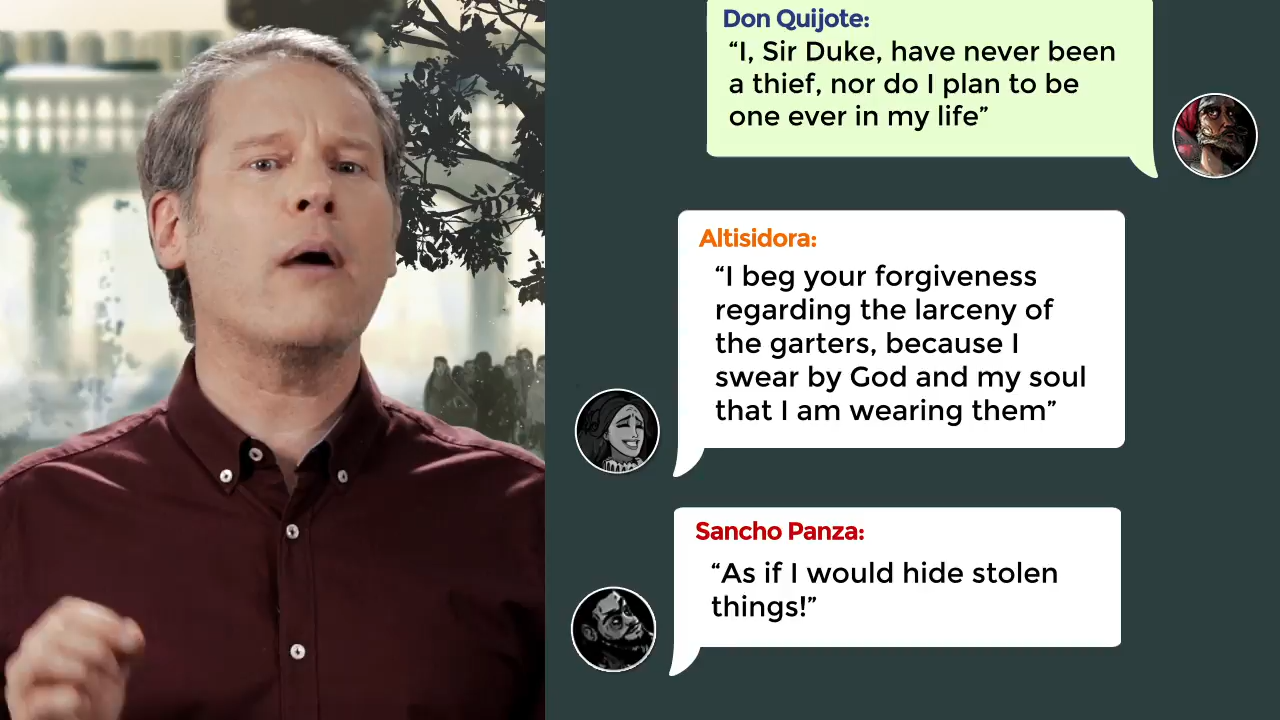 Don Quijote:
“I, Sir Duke, have never been
a thief, nor do I plan to be
one ever in my life”
Altisidora:
“I beg your forgiveness
regarding the larceny of
the garters, because I
swear by God and my soul
that I am wearing them”
Sancho Panza:
“As if I would hide stolen
things!”